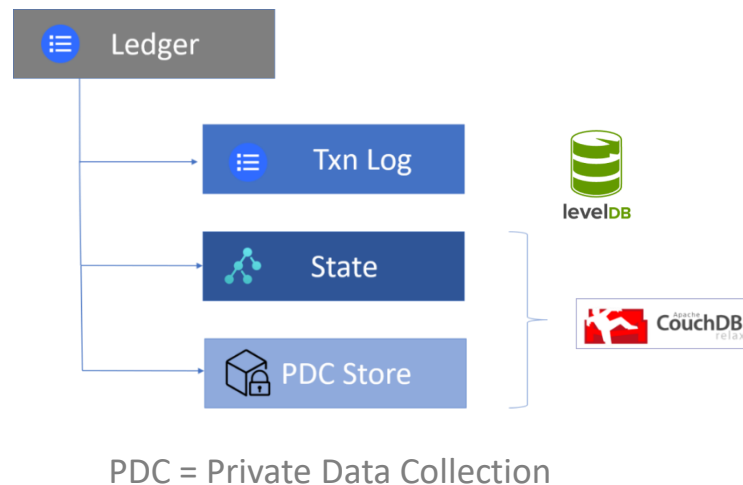 Ledger
Txn Log
levelDB
State
Apache
CouchDB
relax
PDC Store
PDC = Private Data Collection